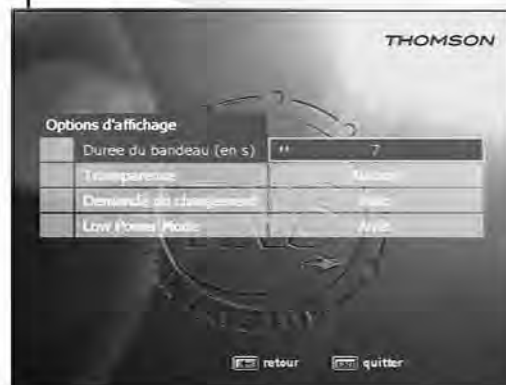 THOMSON
Options d'affichage
Duree du bandeau (en s) 7
Transparence
Demande de changement
Low Power Mode
retour quitter